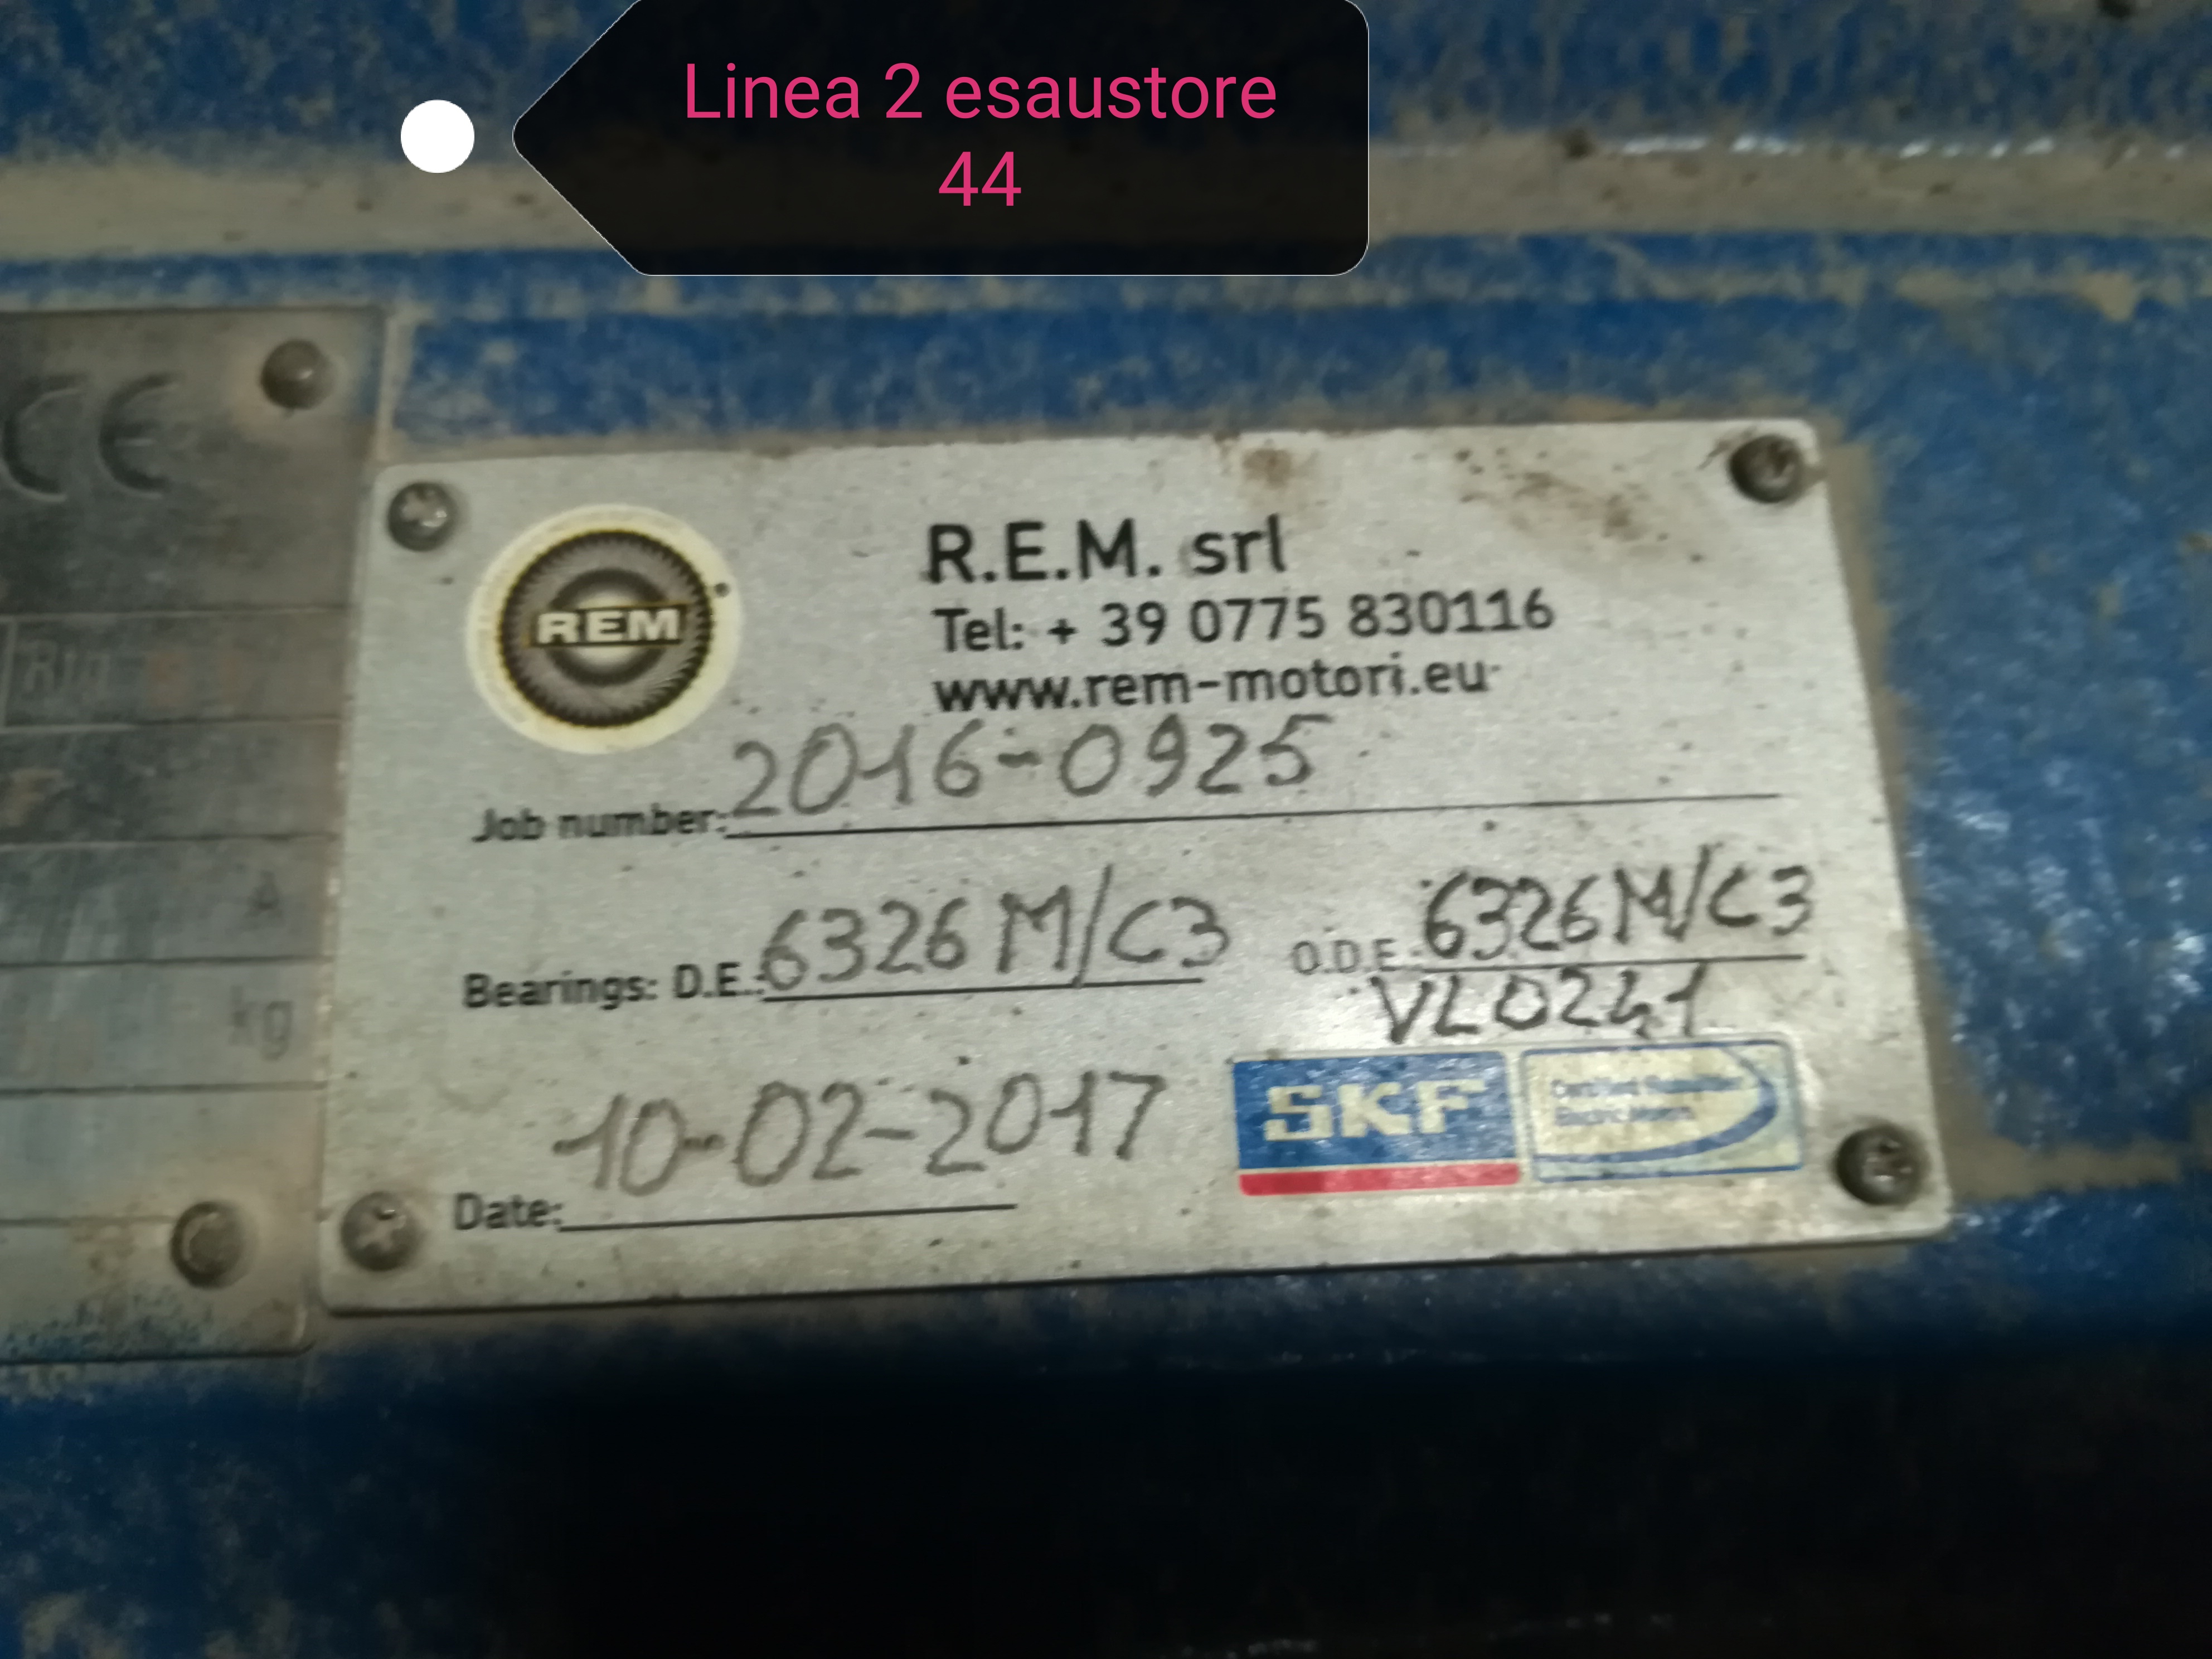 Linea 2 esaustore
44
CE
REM
R.E.M. srl
Tel: + 39 0775 830116
www.rem-motori.eu
Job number: 2016-0925
Bearings: D.E.: 6326 M/C3 O.D.E.: 6326 M/C3
VL0241
A
kg
SKF
Date: 10-02-2017